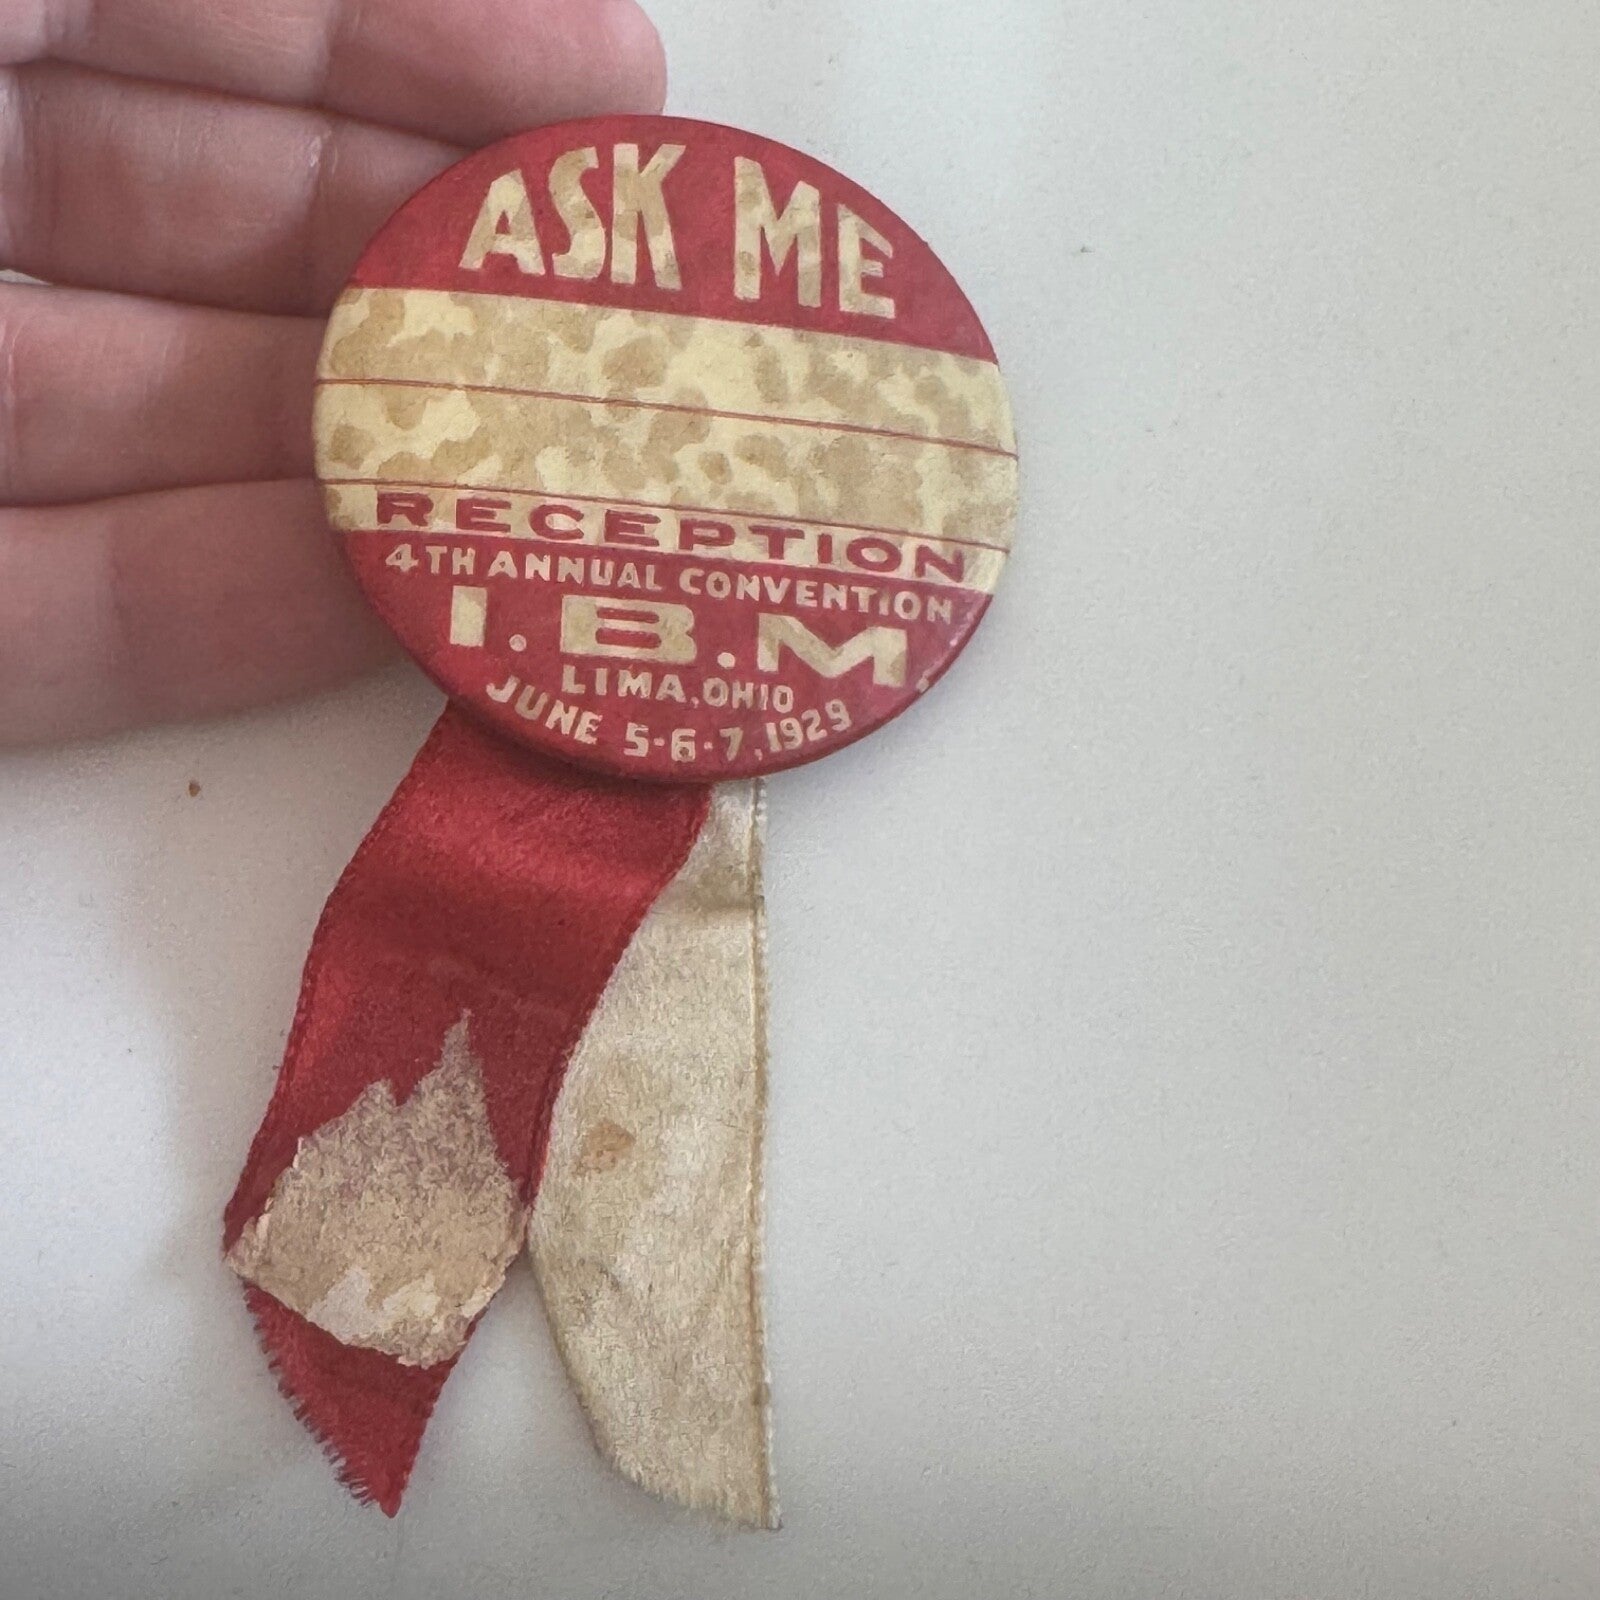 ASK ME
RECEPTION
4TH ANNUAL CONVENTION
I.B.M.
LIMA, OHIO
JUNE 5-6-7, 1929